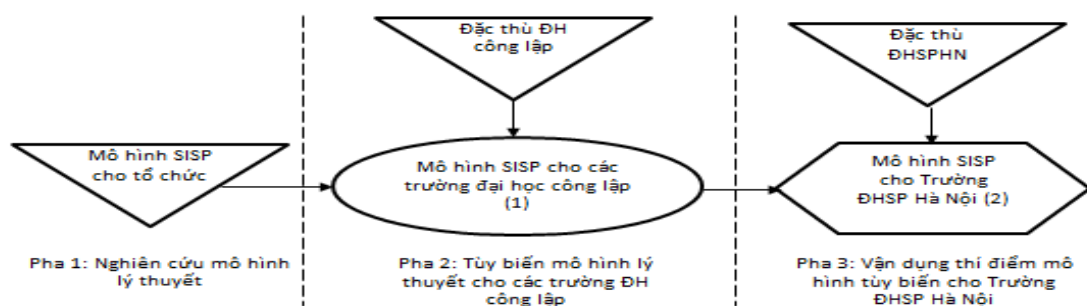 Đặc thù ĐH
công lập
Đặc thù
ĐHSPHN
Mô hình SISP
cho tổ chức
Mô hình SISP cho các
trường đại học công lập
(1)
Mô hình SISP
cho Trường
ĐHSP Hà Nội (2)
Pha 1: Nghiên cứu mô hình
lý thuyết
Pha 2: Tùy biến mô hình lý
thuyết cho các trường ĐH
công lập
Pha 3: Vận dụng thí điểm mô
hình tùy biến cho Trường
ĐHSP Hà Nội